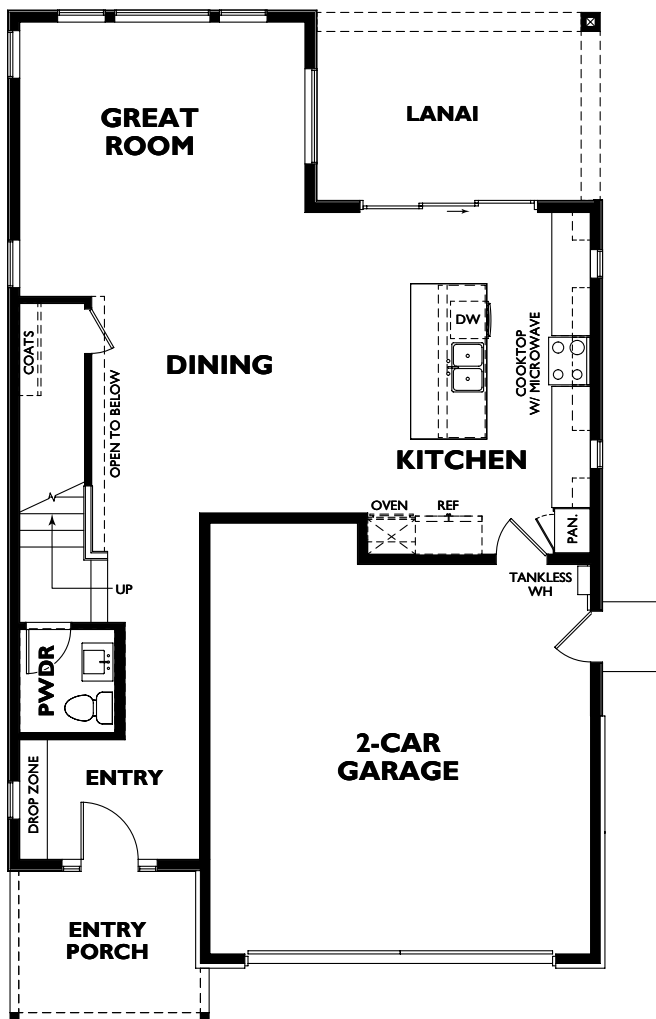 GREAT
ROOM
LANAI
COATS
DW
COOKTOP
W/ MICROWAVE
DINING
OPEN TO BELOW
KITCHEN
OVEN
REF
PAN.
TANKLESS
WH
UP
PWDR
2-CAR
GARAGE
DROP ZONE
ENTRY
ENTRY
PORCH